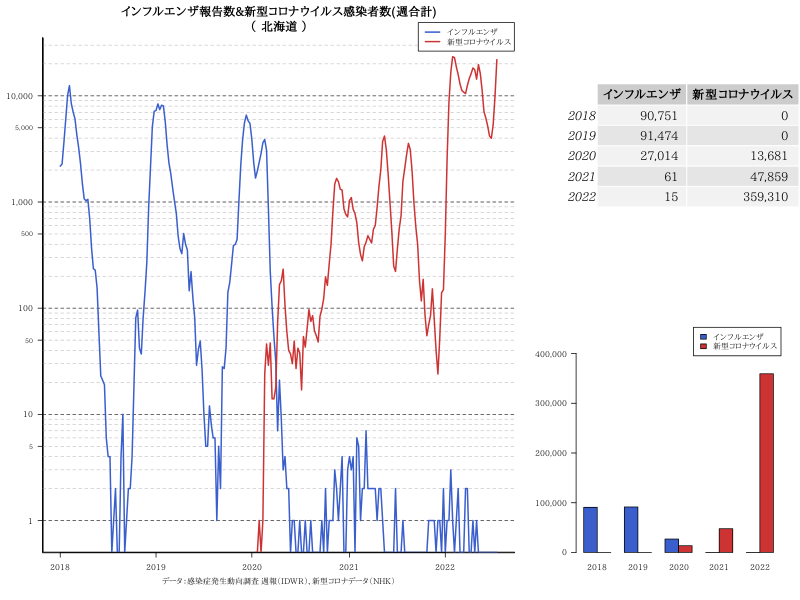 インフルエンザ報告数&新型コロナウイルス感染者数(週合計)
( 北海道 )
インフルエンザ
新型コロナウイルス
10,000
5,000
1,000
500
100
50
10
5
1
2018 2019 2020 2021 2022
データ：感染症発生動向調査 週報(IDWR)、新型コロナデータ(NHK)
インフルエンザ 新型コロナウイルス
2018 90,751 0
2019 91,474 0
2020 27,014 13,681
2021 61 47,859
2022 15 359,310
インフルエンザ
新型コロナウイルス
400,000
300,000
200,000
100,000
0
2018 2019 2020 2021 2022